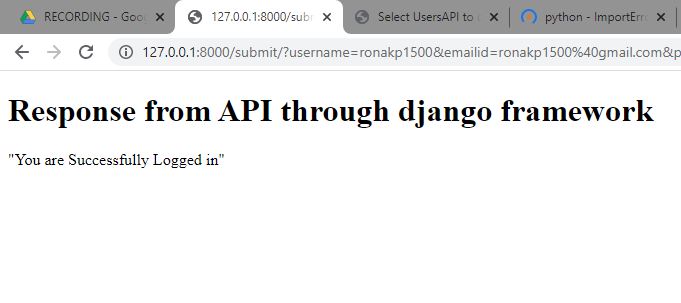 RECORDING - Goo
127.0.0.1:8000/sub
Select UsersAPI to
python - ImportErro
127.0.0.1:8000/submit/?username=ronakp1500&emailid=ronakp1500%40gmail.com&p
Response from API through django framework
"You are Successfully Logged in"